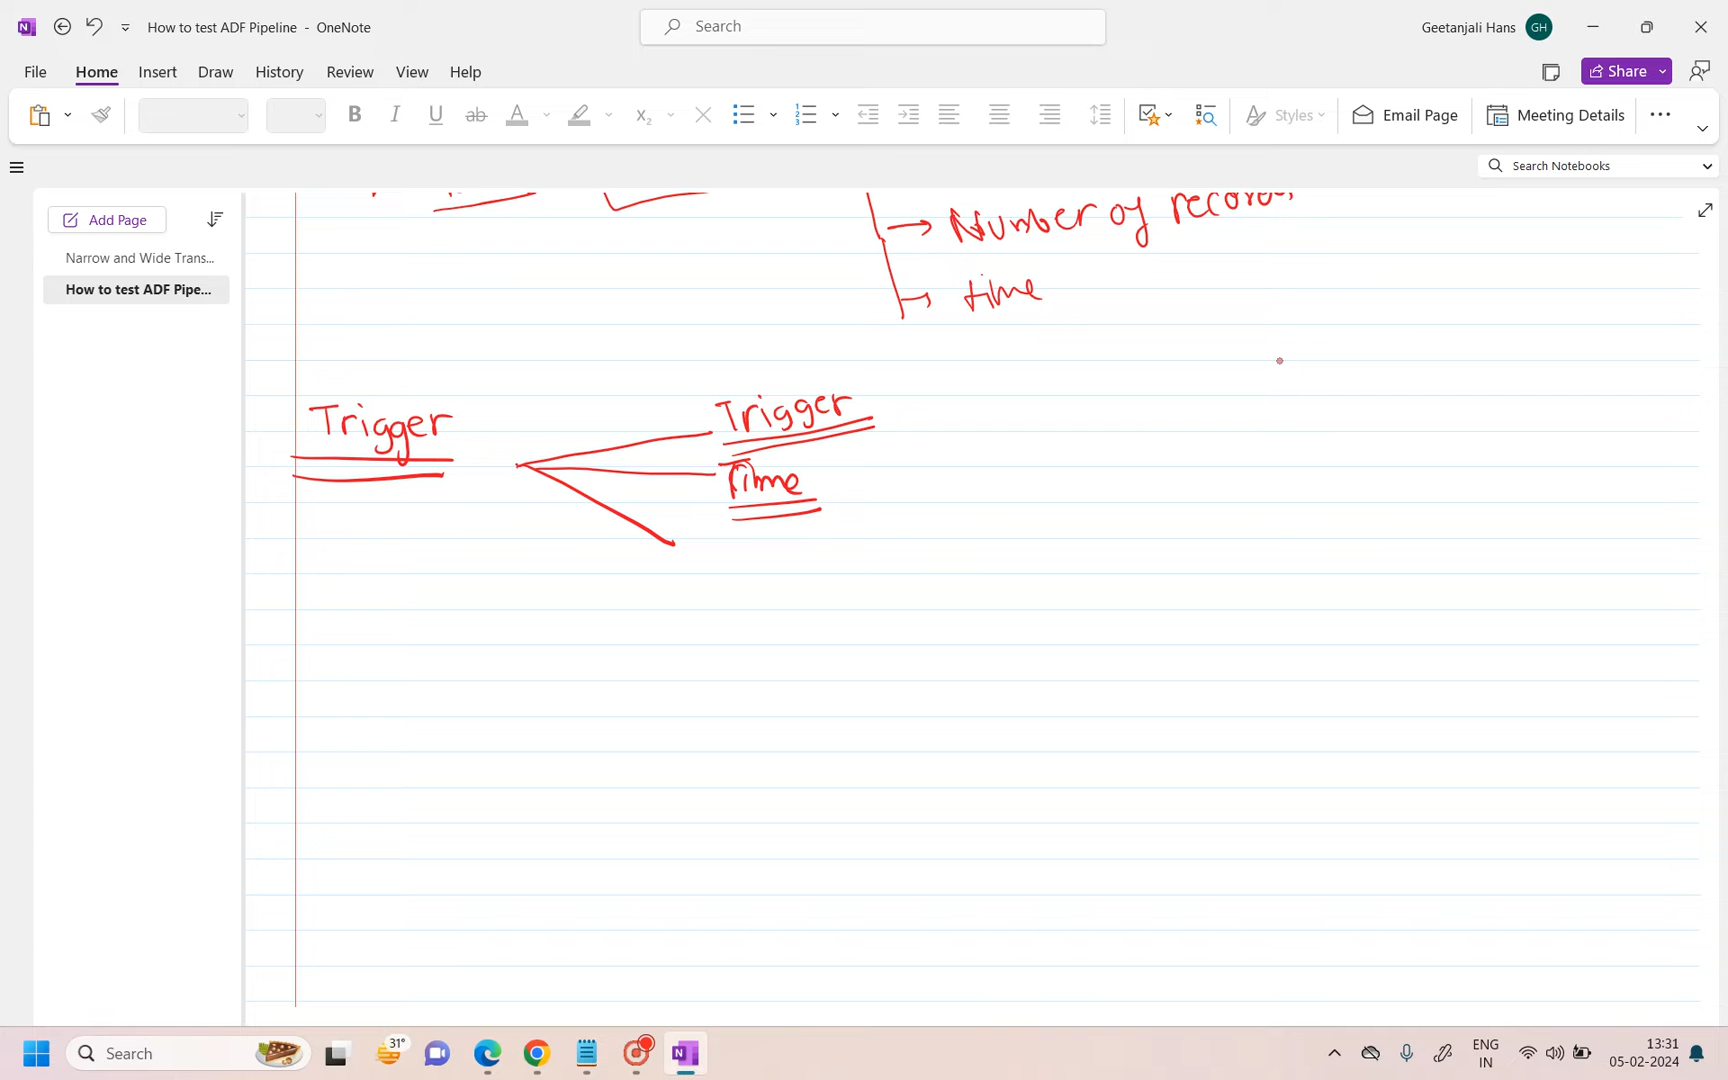 How to test ADF Pipeline - OneNote
Search
Geetanjali Hans
GH
File
Home
Insert
Draw
History
Review
View
Help
Share
Styles
Email Page
Meeting Details
Search Notebooks
Add Page
Narrow and Wide Trans...
How to test ADF Pipe...
Number of records
time
Trigger
Trigger
Time
31°
Search
ENG
IN
13:31
05-02-2024